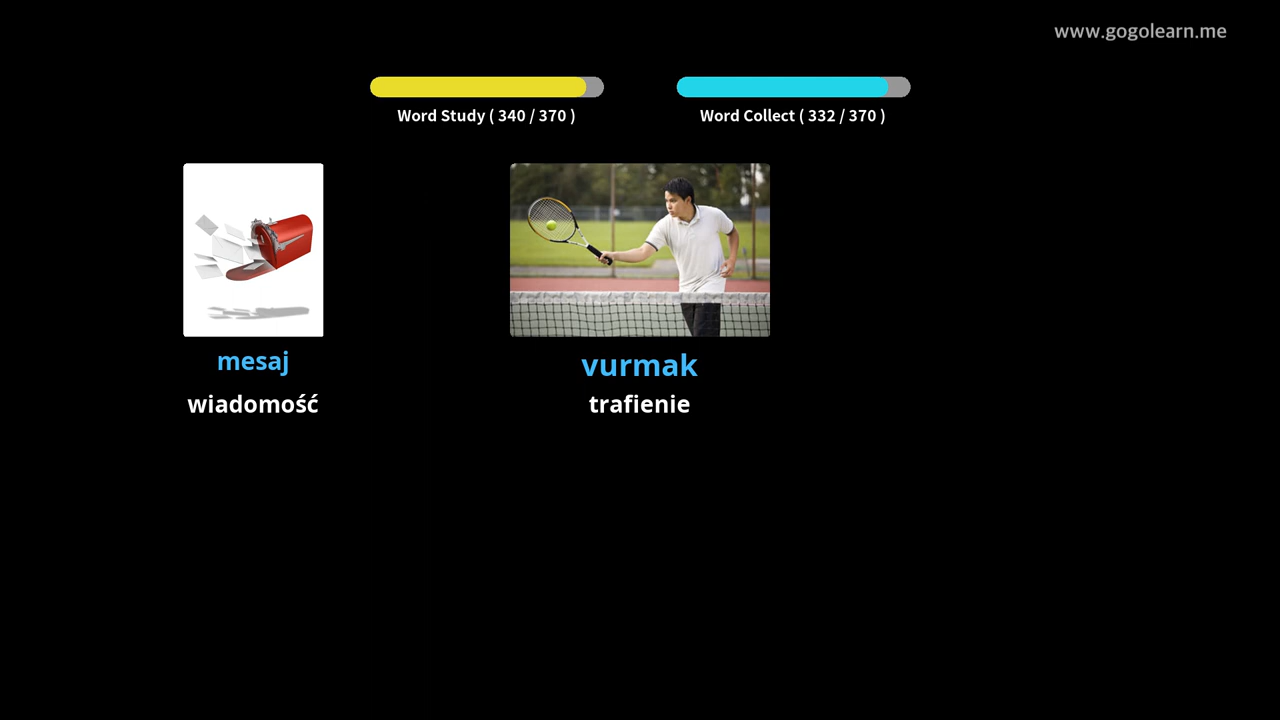 www.gogolearn.me
Word Study ( 340 / 370 )
Word Collect ( 332 / 370 )
mesaj
wiadomość
vurmak
trafienie